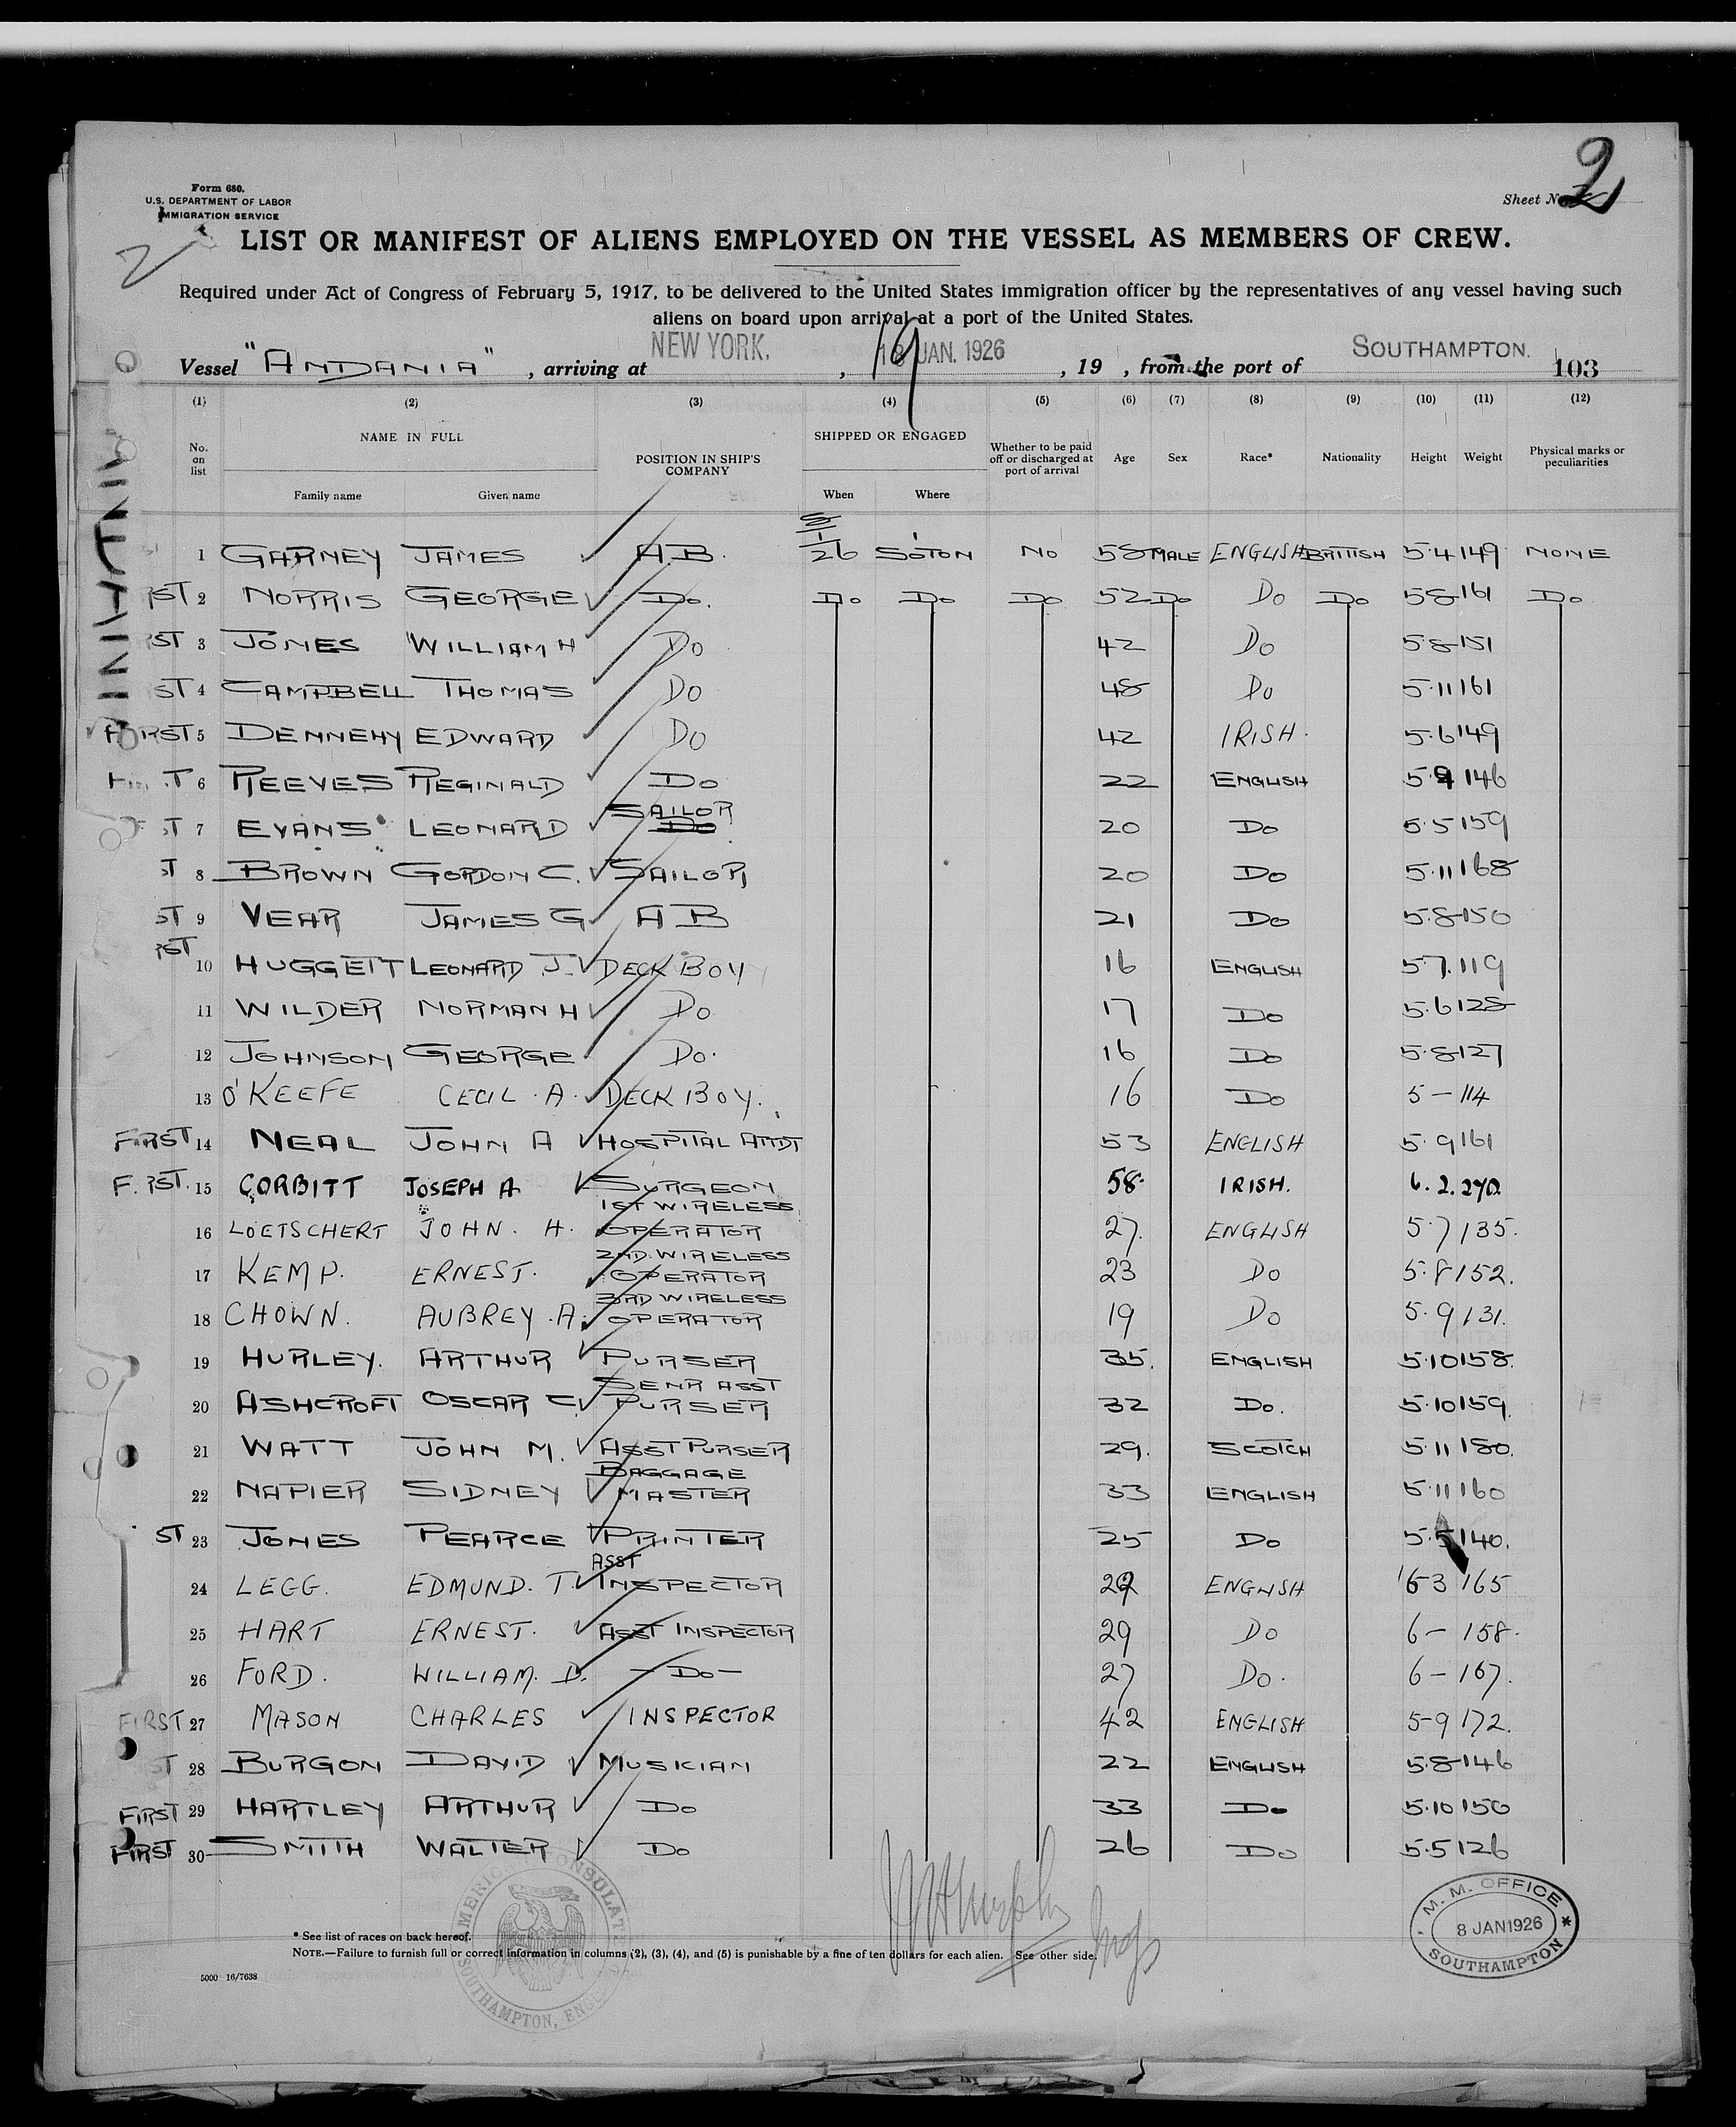 2
Form 680.
U.S. DEPARTMENT OF LABOR
IMMIGRATION SERVICE
Sheet No. 2
2
LIST OR MANIFEST OF ALIENS EMPLOYED ON THE VESSEL AS MEMBERS OF CREW.
Required under Act of Congress of February 5, 1917, to be delivered to the United States immigration officer by the representatives of any vessel having such
aliens on board upon arrival at a port of the United States.
Vessel "ANDANIA", arriving at NEW YORK. , 19 JAN. 1926 , 19 , from the port of SOUTHAMPTON. 103
(1) (2) (3) (4) (5) (6) (7) (8) (9) (10) (11) (12)
No. on list NAME IN FULL Family name Given name POSITION IN SHIP'S COMPANY SHIPPED OR ENGAGED When Where Whether to be paid off or discharged at port of arrival Age Sex Race* Nationality Height Weight Physical marks or peculiarities
1 GARNEY JAMES A.B. 8/1/26 SOTON NO 58 MALE ENGLISH BRITISH 5.4 149 NONE
RST 2 NORRIS GEORGE DO. DO DO DO 52 DO DO DO 5.8 161 DO
ST 3 JONES WILLIAM H DO 42 DO 5.8 151
ST 4 CAMPBELL THOMAS DO 48 DO 5.11 161
FIRST 5 DENNEHY EDWARD DO 42 IRISH. 5.6 149
6 REEVES REGINALD DO 22 ENGLISH 5.9 146
ST 7 EVANS LEONARD SAILOR DO 20 DO 5.5 159
ST 8 BROWN GORDON C. SAILOR 20 DO 5.11 168
ST 9 VEAR JAMES G A B 21 DO 5.8 150
RST 10 HUGGETT LEONARD J. DECK BOY 16 ENGLISH 5.7. 119
11 WILDER NORMAN H DO 17 DO 5.6 128
12 JOHNSON GEORGE DO. 16 DO 5.8 127
13 O'KEEFE CECIL . A. DECK BOY. 16 DO 5 - 114
FIRST 14 NEAL JOHN A HOSPITAL ATTDT 53 ENGLISH 5.9 161
F. RST. 15 CORBITT JOSEPH A SURGEON 58. IRISH. 6.2. 270.
16 LOETSCHERT JOHN. H. 1ST WIRELESS OPERATOR 27. ENGLISH 5.7 135.
17 KEMP. ERNEST. 2ND. WIRELESS OPERATOR 23 DO 5.8 152.
18 CHOWN. AUBREY . A. 3RD WIRELESS OPERATOR 19 DO 5.9 131.
19 HURLEY. ARTHUR PURSER 35. ENGLISH 5.10 158.
20 ASHCROFT OSCAR C. SENR ASST PURSER 32 DO. 5.10 159.
21 WATT JOHN M. ASST PURSER 29. SCOTCH 5.11 180.
22 NAPIER SIDNEY BAGGAGE MASTER 33 ENGLISH 5.11 160
ST 23 JONES PEARCE PRINTER 25 DO 5.5 140.
24 LEGG. EDMUND. T. ASST INSPECTOR 29 ENGLISH 165
25 HART ERNEST. ASST INSPECTOR 29 DO 6 - 158.
26 FORD. WILLIAM. D. - DO - 27 DO. 6 - 167.
FIRST 27 MASON CHARLES INSPECTOR 42 ENGLISH 5-9 172.
ST 28 BURGON DAVID MUSICIAN 22 ENGLISH 5.8 146
FIRST 29 HARTLEY ARTHUR DO 33 DO 5.10 150
FIRST 30 SMITH WALTER DO 26 DO 5.5 126
AMERICAN CONSULATE
SOUTHAMPTON, ENGL
M. M. OFFICE
8 JAN 1926
SOUTHAMPTON
* See list of races on back hereof.
NOTE.—Failure to furnish full or correct information in columns (2), (3), (4), and (5) is punishable by a fine of ten dollars for each alien. See other side.
5000 16/7638